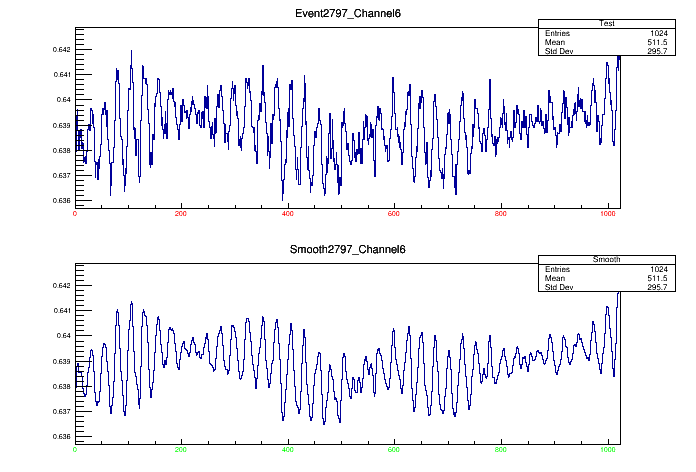 Event2797_Channel6
Test
Entries 1024
Mean 511.5
Std Dev 295.7
0.642
0.641
0.64
0.639
0.638
0.637
0.636
0 200 400 600 800 1000
Smooth2797_Channel6
Smooth
Entries 1024
Mean 511.5
Std Dev 295.7
0.642
0.641
0.64
0.639
0.638
0.637
0.636
0 200 400 600 800 1000